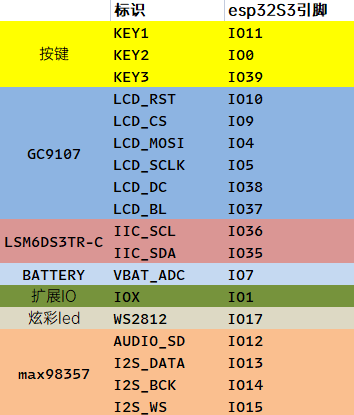 标识 esp32S3引脚
按键 KEY1 IO11
KEY2 IO0
KEY3 IO39
GC9107 LCD_RST IO10
LCD_CS IO9
LCD_MOSI IO4
LCD_SCLK IO5
LCD_DC IO38
LCD_BL IO37
LSM6DS3TR-C IIC_SCL IO36
IIC_SDA IO35
BATTERY VBAT_ADC IO7
扩展IO IOX IO1
炫彩led WS2812 IO17
max98357 AUDIO_SD IO12
I2S_DATA IO13
I2S_BCK IO14
I2S_WS IO15